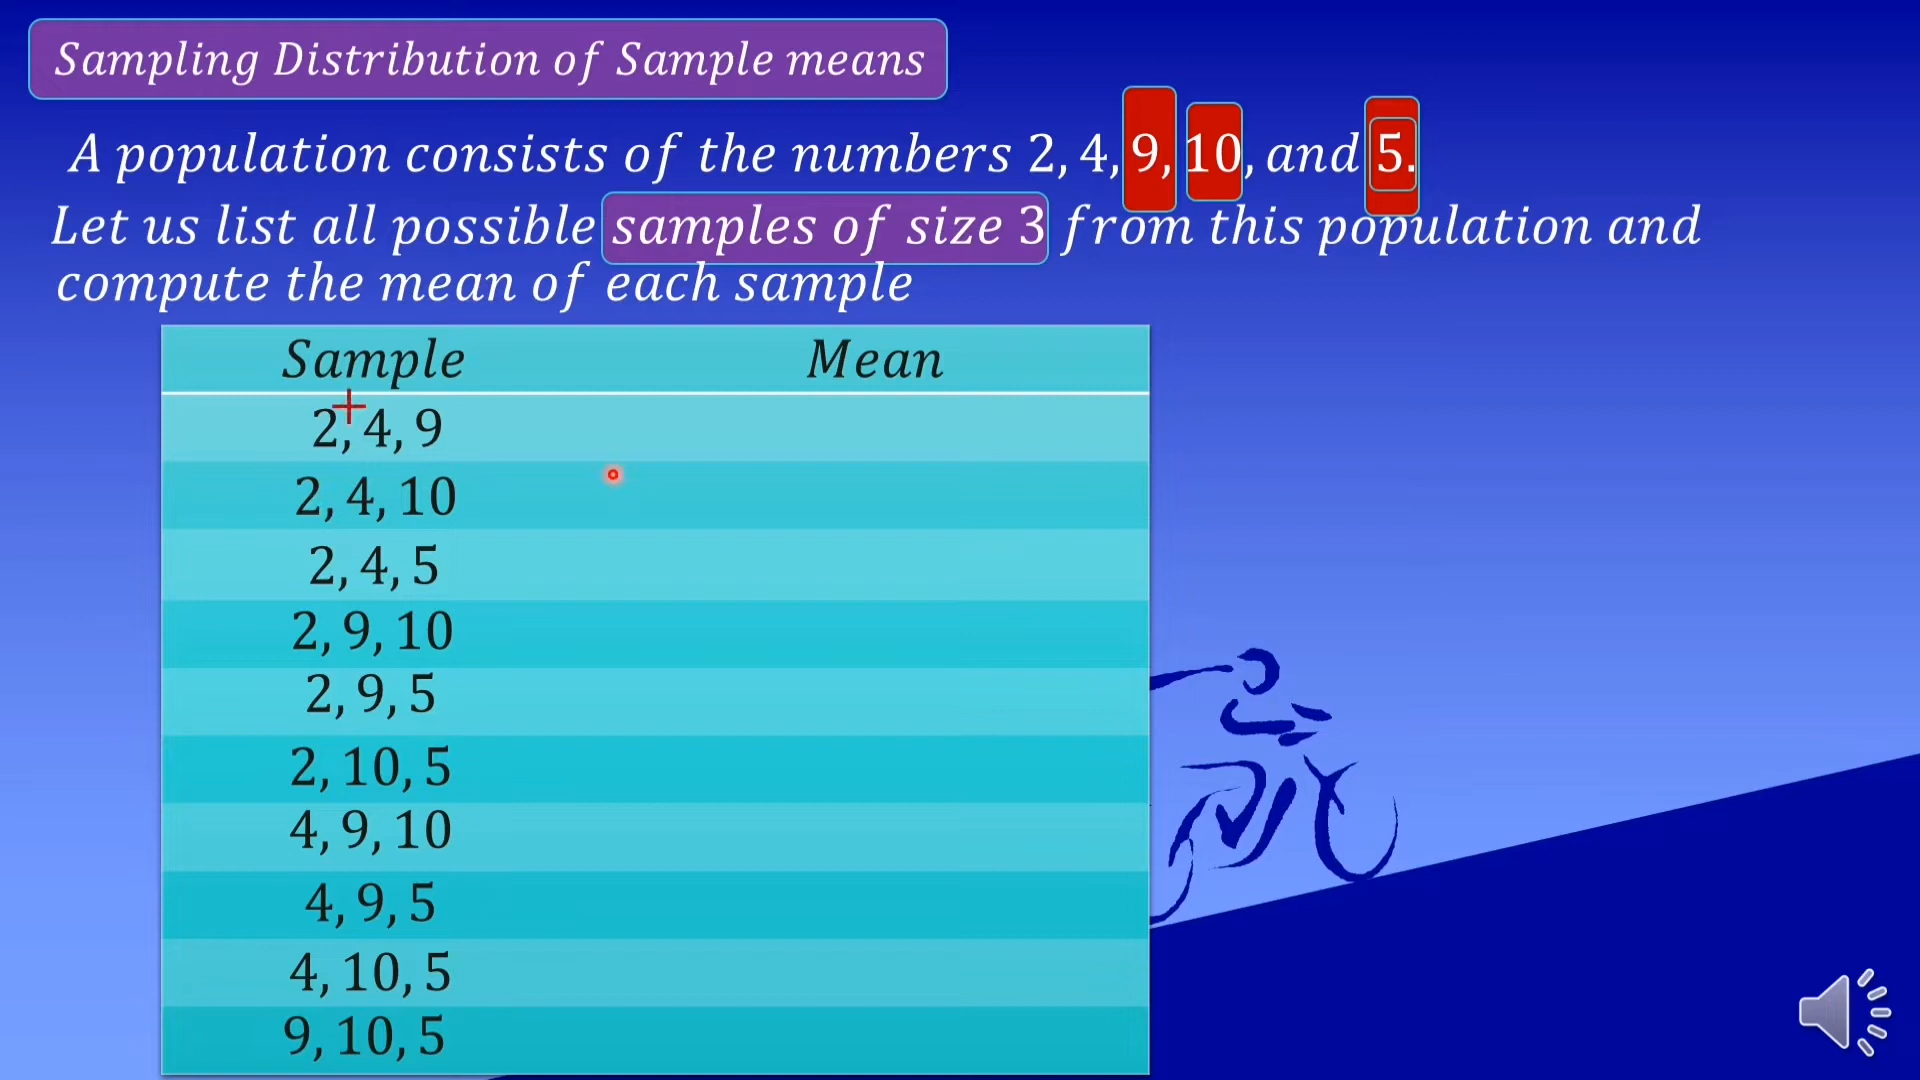 Sampling Distribution of Sample means
A population consists of the numbers 2, 4, 9, 10, and 5.
Let us list all possible samples of size 3 from this population and
compute the mean of each sample
Sample Mean
2, 4, 9
2, 4, 10
2, 4, 5
2, 9, 10
2, 9, 5
2, 10, 5
4, 9, 10
4, 9, 5
4, 10, 5
9, 10, 5